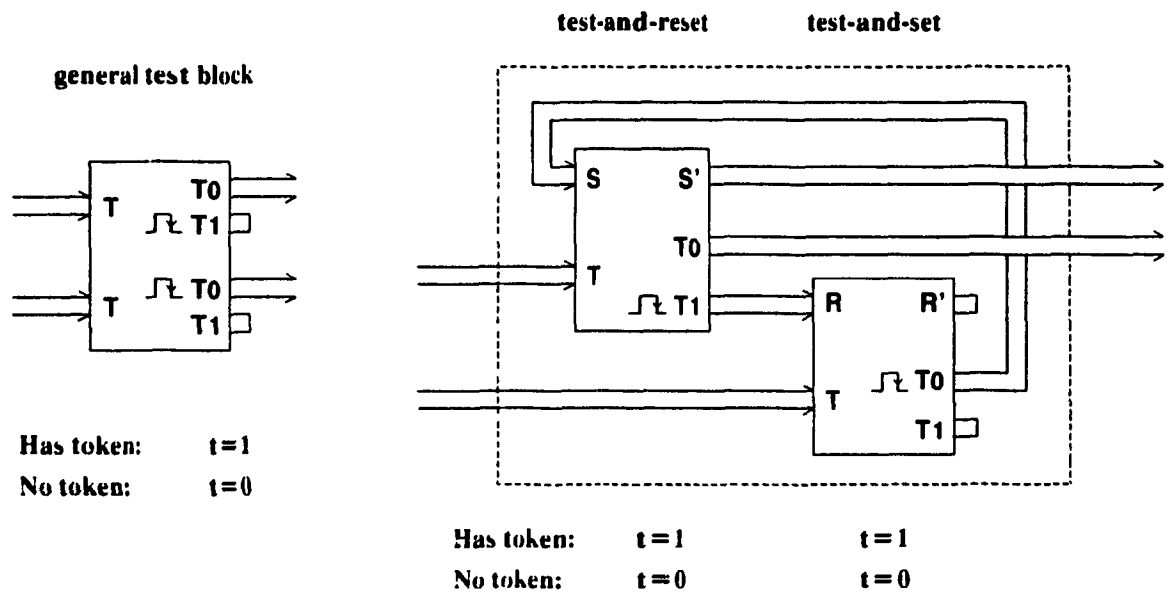 test-and-reset test-and-set
general test block
T T0
T1
T T0
T1
S S'
T0
T T1
R R'
T T0
T1
Has token: t=1
No token: t=0
Has token: t=1 t=1
No token: t=0 t=0